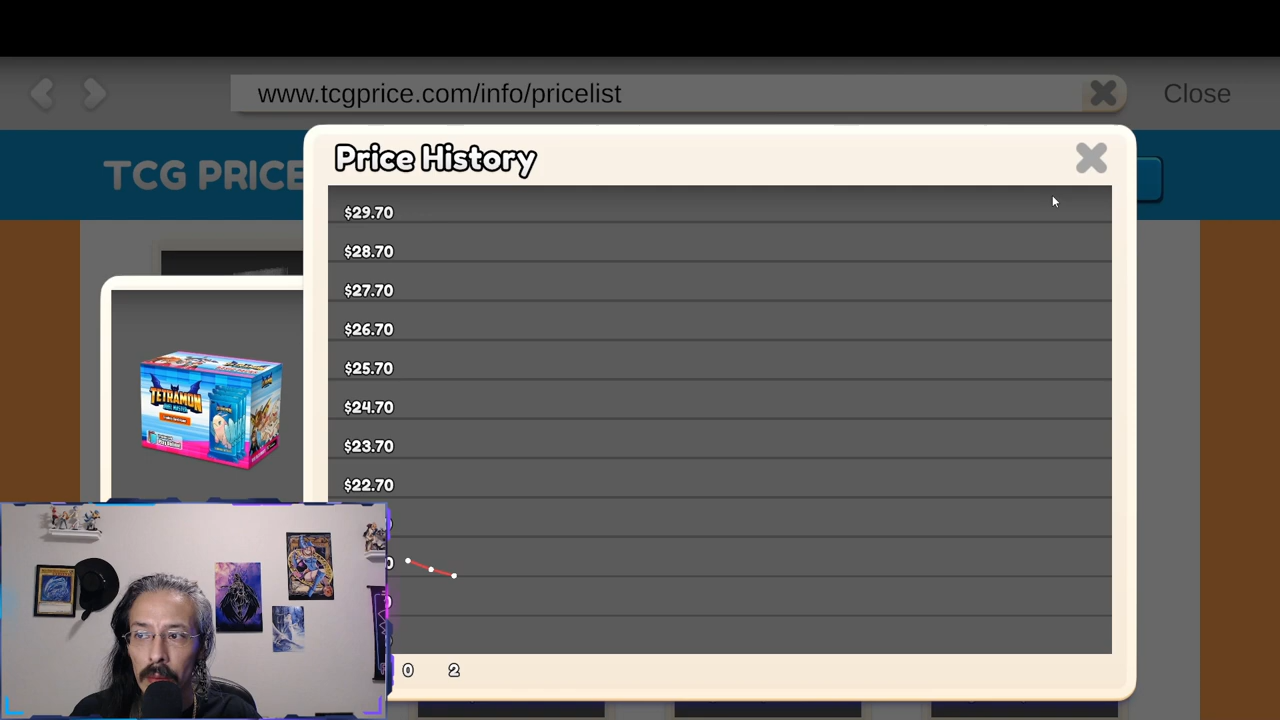 www.tcgprice.com/info/pricelist
Close
TCG PRICE
Price History
$29.70
$28.70
$27.70
$26.70
$25.70
$24.70
$23.70
$22.70
0 2
TETRAMON